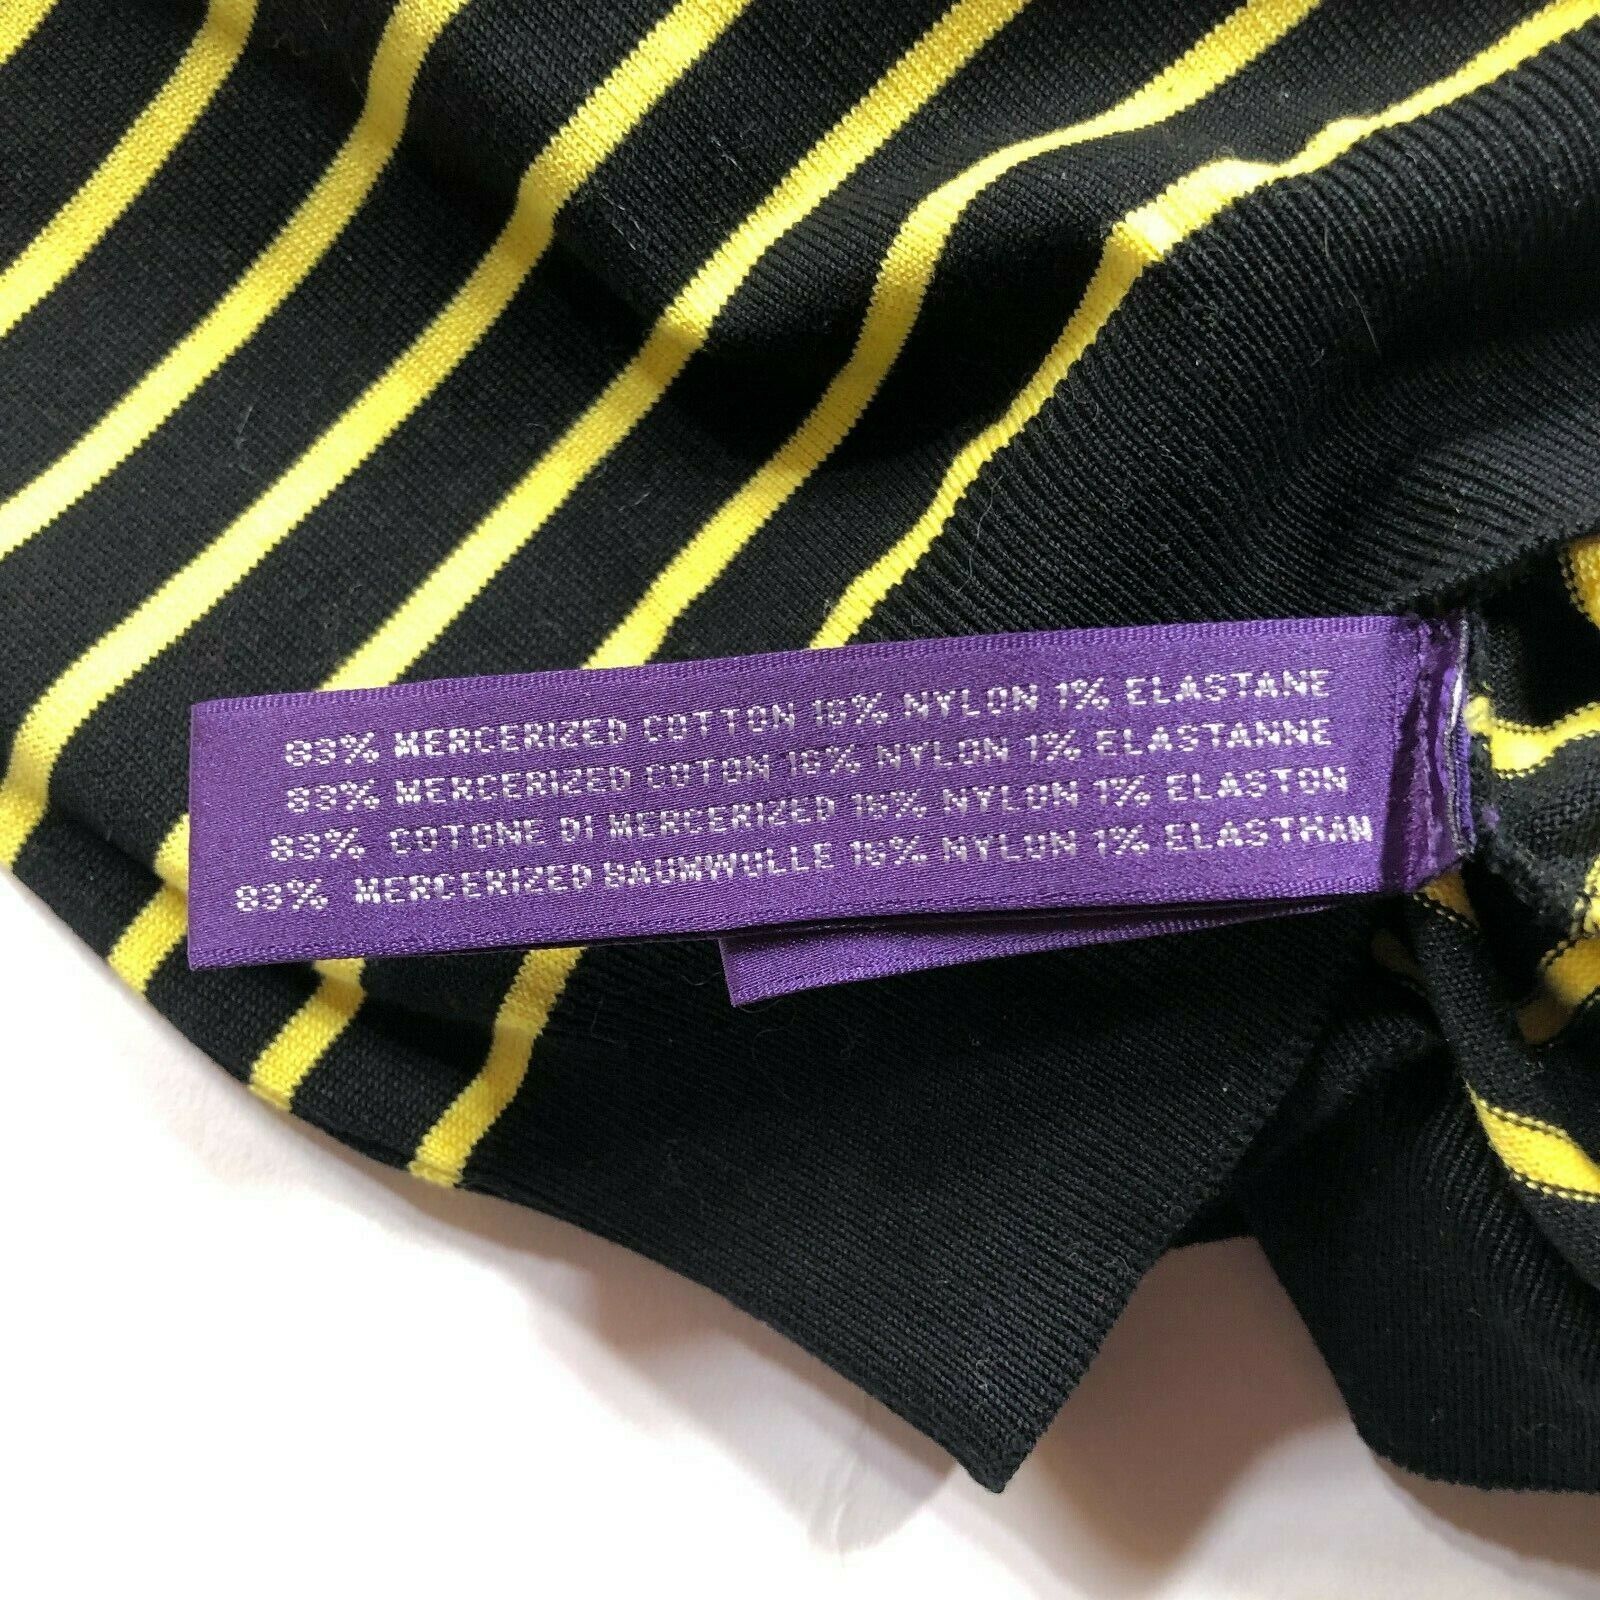 83% MERCERIZED COTTON 16% NYLON 1% ELASTANE
83% MERCERIZED COTON 16% NYLON 1% ELASTANNE
83% COTONE DI MERCERIZED 16% NYLON 1% ELASTON
83% MERCERIZED BAUMWOLLE 16% NYLON 1% ELASTHAN